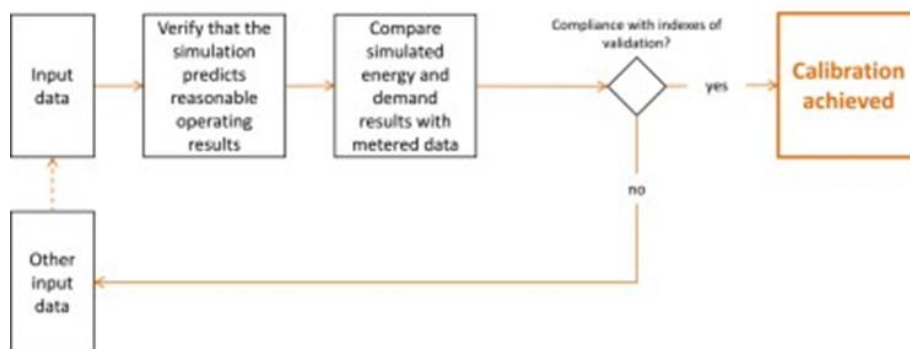 Input
data
Verify that the
simulation
predicts
reasonable
operating
results
Compare
simulated
energy and
demand
results with
metered data
Compliance with indexes of
validation?
yes
Calibration
achieved
no
Other
input
data